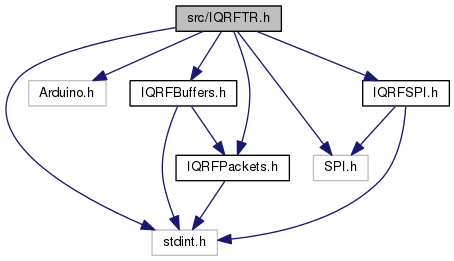 src/IQRFTR.h
Arduino.h
IQRFBuffers.h
IQRFSPI.h
IQRFPackets.h
SPI.h
stdint.h